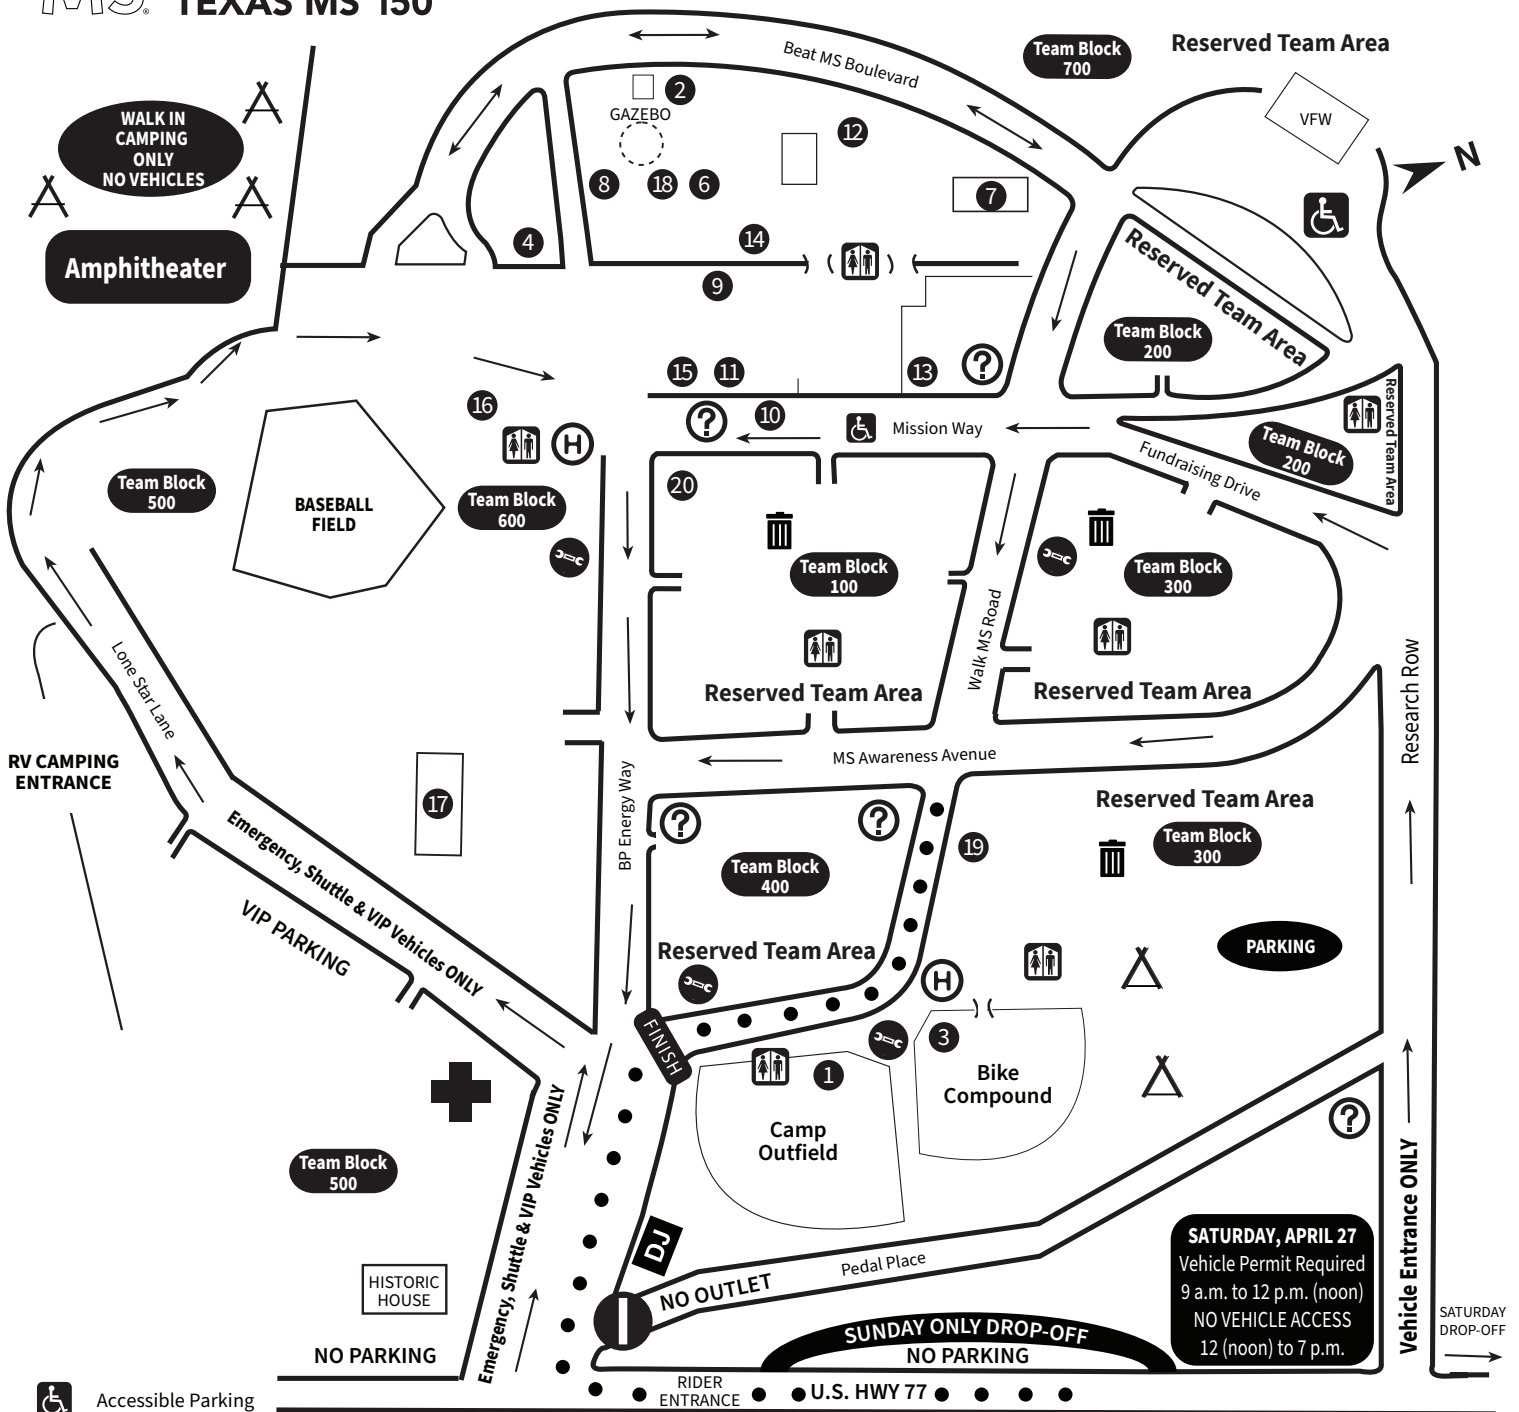 MS® TEXAS MS 150
Beat MS Boulevard
Team Block
700
Reserved Team Area
VFW
N
WALK IN
CAMPING
ONLY
NO VEHICLES
2
GAZEBO
12
8
18
6
7
4
14
9
Amphitheater
Reserved Team Area
Team Block
200
15
11
13
?
16
?
10
Mission Way
H
Fundraising Drive
Team Block
200
Reserved Team Area
Team Block
500
BASEBALL
FIELD
Team Block
600
20
Team Block
100
Team Block
300
Walk MS Road
Reserved Team Area
Reserved Team Area
Lone Star Lane
RV CAMPING
ENTRANCE
Research Row
MS Awareness Avenue
BP Energy Way
17
Reserved Team Area
Team Block
300
?
?
19
Team Block
400
Emergency, Shuttle & VIP Vehicles ONLY
VIP PARKING
Reserved Team Area
PARKING
H
FINISH
3
Bike
Compound
1
Camp
Outfield
?
Team Block
500
Emergency, Shuttle & VIP Vehicles ONLY
DJ
Pedal Place
NO OUTLET
HISTORIC
HOUSE
NO PARKING
SUNDAY ONLY DROP-OFF
NO PARKING
SATURDAY, APRIL 27
Vehicle Permit Required
9 a.m. to 12 p.m. (noon)
NO VEHICLE ACCESS
12 (noon) to 7 p.m.
Vehicle Entrance ONLY
SATURDAY
DROP-OFF
RIDER
ENTRANCE
U.S. HWY 77
Accessible Parking